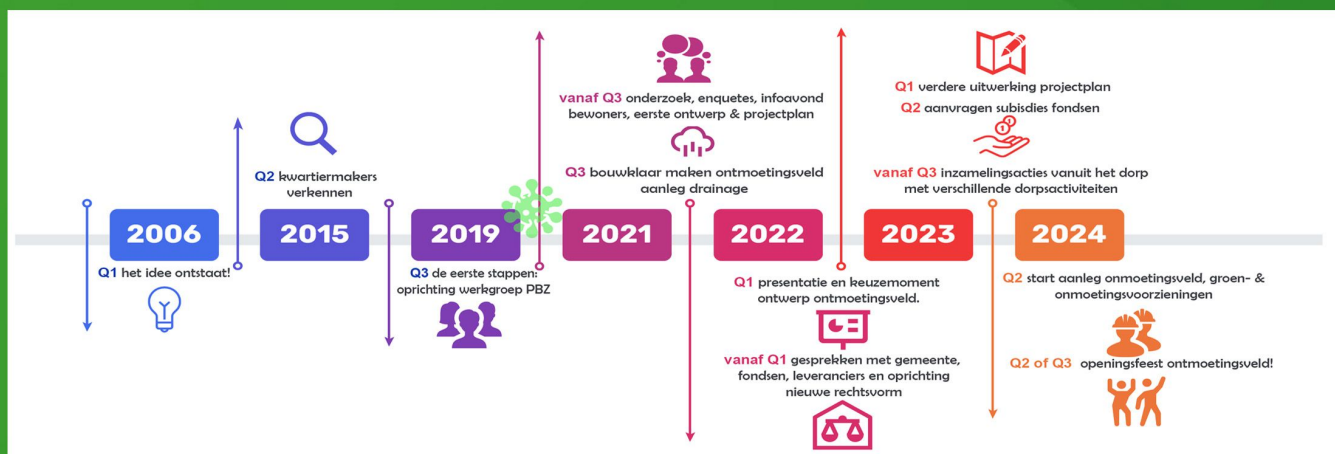 2006
Q1 het idee ontstaat!
Q2 kwartiermakers
verkennen
2015
2019
Q3 de eerste stappen:
oprichting werkgroep PBZ
vanaf Q3 onderzoek, enquetes, infoavond
bewoners, eerste ontwerp & projectplan
Q3 bouwklaar maken ontmoetingsveld
aanleg drainage
2021
2022
Q1 presentatie en keuzemoment
ontwerp ontmoetingsveld.
vanaf Q1 gesprekken met gemeente,
fondsen, leveranciers en oprichting
nieuwe rechtsvorm
Q1 verdere uitwerking projectplan
Q2 aanvragen subisdies fondsen
vanaf Q3 inzamelingsacties vanuit het dorp
met verschillende dorpsactiviteiten
2023
2024
Q2 start aanleg onmoetingsveld, groen- &
onmoetingsvoorzieningen
Q2 of Q3 openingsfeest ontmoetingsveld!